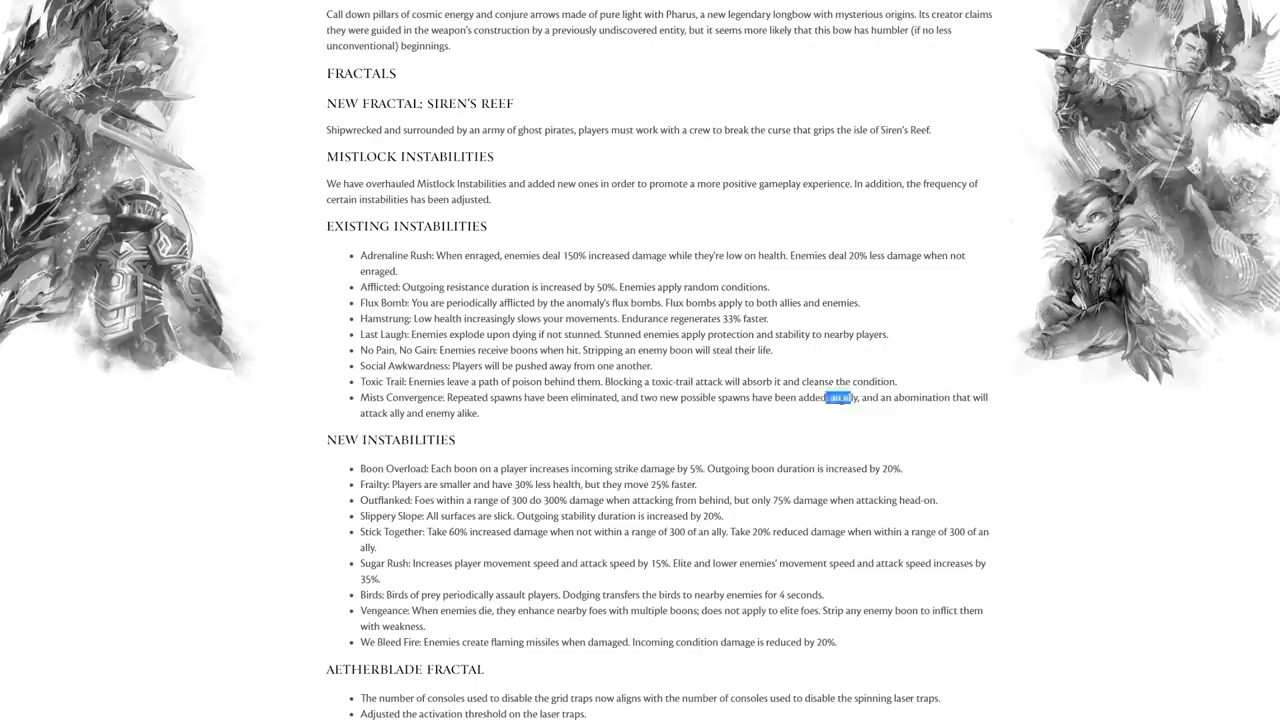 Call down pillars of cosmic energy and conjure arrows made of pure light with Pharus, a new legendary longbow with mysterious origins. Its creator claims
they were guided in the weapon's construction by a previously undiscovered entity, but it seems more likely that this bow has humbler (if no less
unconventional) beginnings.
FRACTALS
NEW FRACTAL: SIREN'S REEF
Shipwrecked and surrounded by an army of ghost pirates, players must work with a crew to break the curse that grips the isle of Siren's Reef.
MISTLOCK INSTABILITIES
We have overhauled Mistlock Instabilities and added new ones in order to promote a more positive gameplay experience. In addition, the frequency of
certain instabilities has been adjusted.
EXISTING INSTABILITIES
• Adrenaline Rush: When enraged, enemies deal 150% increased damage while they're low on health. Enemies deal 20% less damage when not
enraged.
• Afflicted: Outgoing resistance duration is increased by 50%. Enemies apply random conditions.
• Flux Bomb: You are periodically afflicted by the anomaly's flux bombs. Flux bombs apply to both allies and enemies.
• Hamstrung: Low health increasingly slows your movements. Endurance regenerates 33% faster.
• Last Laugh: Enemies explode upon dying if not stunned. Stunned enemies apply protection and stability to nearby players.
• No Pain, No Gain: Enemies receive boons when hit. Stripping an enemy boon will steal their life.
• Social Awkwardness: Players will be pushed away from one another.
• Toxic Trail: Enemies leave a path of poison behind them. Blocking a toxic-trail attack will absorb it and cleanse the condition.
• Mists Convergence: Repeated spawns have been eliminated, and two new possible spawns have been added, and an abomination that will
attack ally and enemy alike.
NEW INSTABILITIES
• Boon Overload: Each boon on a player increases incoming strike damage by 5%. Outgoing boon duration is increased by 20%.
• Frailty: Players are smaller and have 30% less health, but they move 25% faster.
• Outflanked: Foes within a range of 300 do 300% damage when attacking from behind, but only 75% damage when attacking head-on.
• Slippery Slope: All surfaces are slick. Outgoing stability duration is increased by 20%.
• Stick Together: Take 60% increased damage when not within a range of 300 of an ally. Take 20% reduced damage when within a range of 300 of an
ally.
• Sugar Rush: Increases player movement speed and attack speed by 15%. Elite and lower enemies' movement speed and attack speed increases by
35%.
• Birds: Birds of prey periodically assault players. Dodging transfers the birds to nearby enemies for 4 seconds.
• Vengeance: When enemies die, they enhance nearby foes with multiple boons; does not apply to elite foes. Strip any enemy boon to inflict them
with weakness.
• We Bleed Fire: Enemies create flaming missiles when damaged. Incoming condition damage is reduced by 20%.
AETHERBLADE FRACTAL
• The number of consoles used to disable the grid traps now aligns with the number of consoles used to disable the spinning laser traps.
• Adjusted the activation threshold on the laser traps.